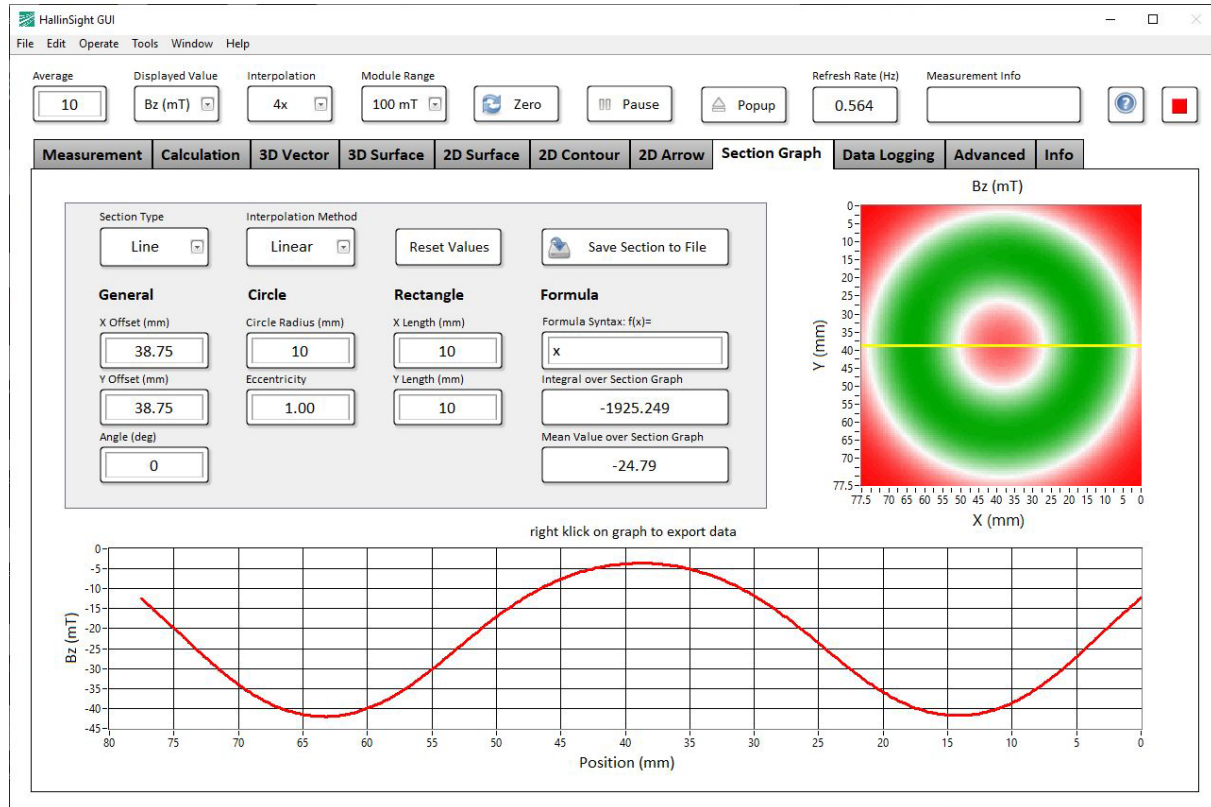 HallinSight GUI
File Edit Operate Tools Window Help
Average Displayed Value Interpolation Module Range Refresh Rate (Hz) Measurement Info
10 Bz (mT) 4x 100 mT Zero Pause Popup 0.564
Measurement Calculation 3D Vector 3D Surface 2D Surface 2D Contour 2D Arrow Section Graph Data Logging Advanced Info
Section Type Interpolation Method
Line Linear Reset Values Save Section to File
General Circle Rectangle Formula
X Offset (mm) Circle Radius (mm) X Length (mm) Formula Syntax: f(x)=
38.75 10 10 x
Y Offset (mm) Eccentricity Y Length (mm) Integral over Section Graph
38.75 1.00 10 -1925.249
Angle (deg) Mean Value over Section Graph
0 -24.79
Bz (mT)
0
5
10
15
20
25
30
35
40
45
50
55
60
65
70
77.5
Y (mm)
77.5 70 65 60 55 50 45 40 35 30 25 20 15 10 5 0
X (mm)
right klick on graph to export data
0
-5
-10
-15
-20
-25
-30
-35
-40
-45
Bz (mT)
80 75 70 65 60 55 50 45 40 35 30 25 20 15 10 5 0
Position (mm)